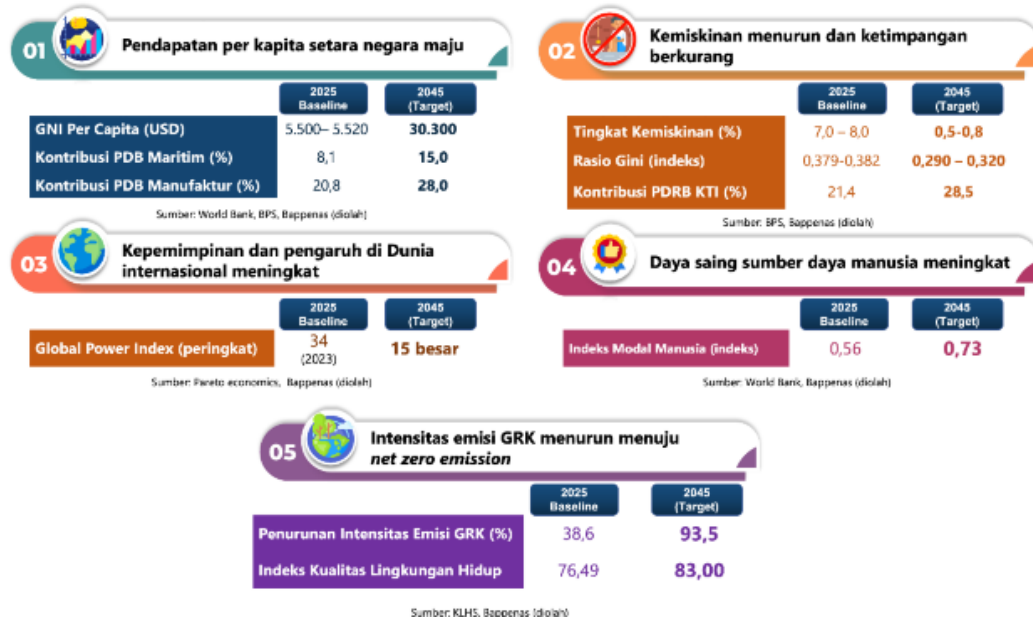 01
Pendapatan per kapita setara negara maju
2025 Baseline
2045 (Target)
GNI Per Capita (USD) 5.500– 5.520 30.300
Kontribusi PDB Maritim (%) 8,1 15,0
Kontribusi PDB Manufaktur (%) 20,8 28,0
Sumber: World Bank, BPS, Bappenas (diolah)
02
Kemiskinan menurun dan ketimpangan
berkurang
2025 Baseline
2045 (Target)
Tingkat Kemiskinan (%) 7,0 – 8,0 0,5-0,8
Rasio Gini (indeks) 0,379-0,382 0,290 – 0,320
Kontribusi PDRB KTI (%) 21,4 28,5
Sumber: BPS, Bappenas (diolah)
03
Kepemimpinan dan pengaruh di Dunia
internasional meningkat
2025 Baseline
2045 (Target)
Global Power Index (peringkat) 34 15 besar
(2023)
Sumber: Pareto economics, Bappenas (diolah)
04
Daya saing sumber daya manusia meningkat
2025 Baseline
2045 (Target)
Indeks Modal Manusia (indeks) 0,56 0,73
Sumber: World Bank, Bappenas (diolah)
05
Intensitas emisi GRK menurun menuju
net zero emission
2025 Baseline
2045 (Target)
Penurunan Intensitas Emisi GRK (%) 38,6 93,5
Indeks Kualitas Lingkungan Hidup 76,49 83,00
Sumber: KLHS, Bappenas (diolah)